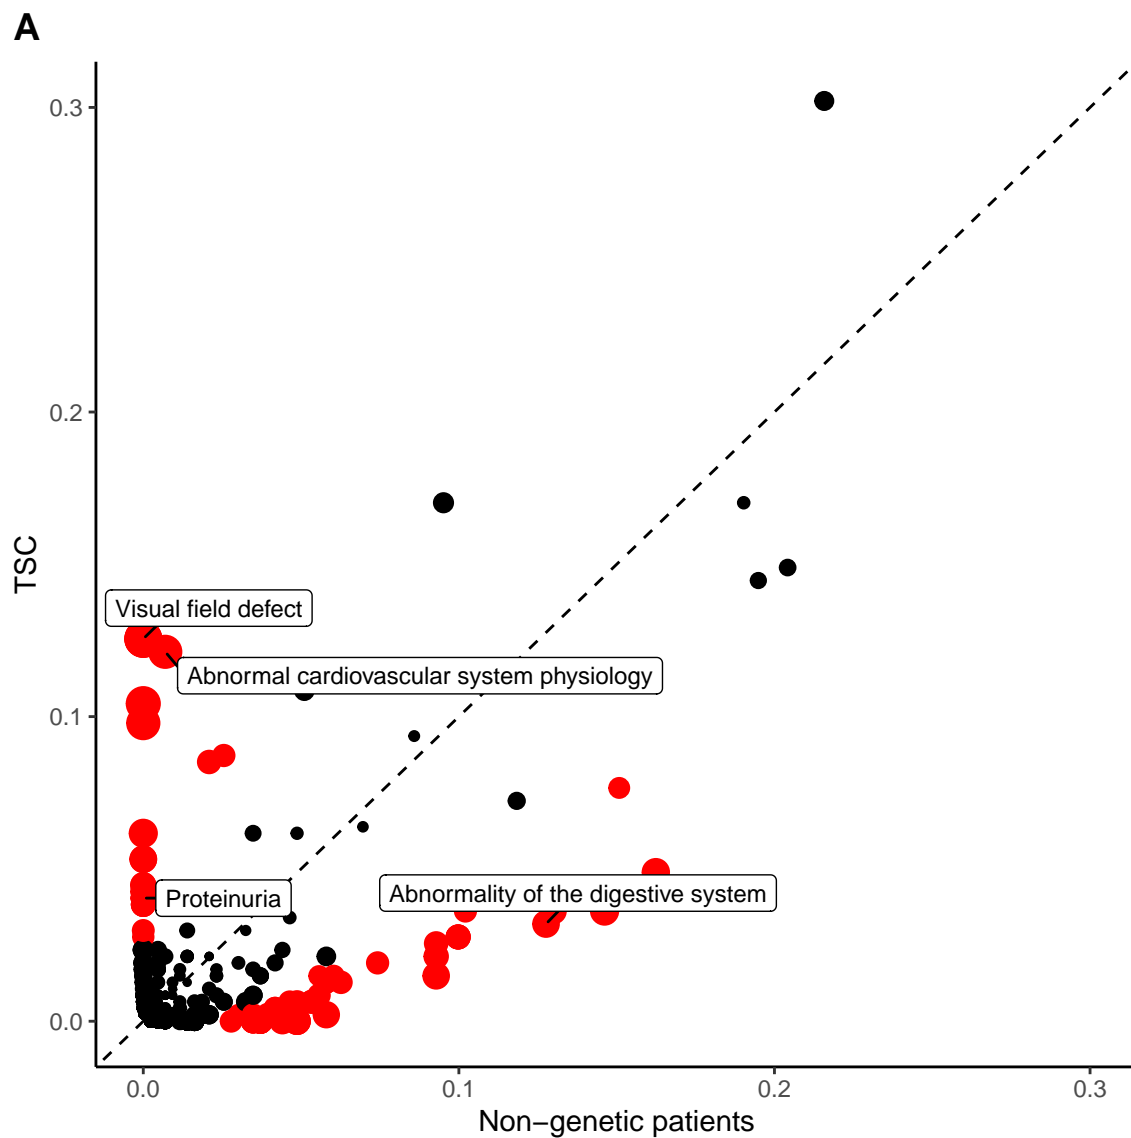 A
0.3
0.2
0.1
0.0
TSC
Visual field defect
Abnormal cardiovascular system physiology
Abnormality of the digestive system
Proteinuria
0.0
0.1
0.2
0.3
Non−genetic patients